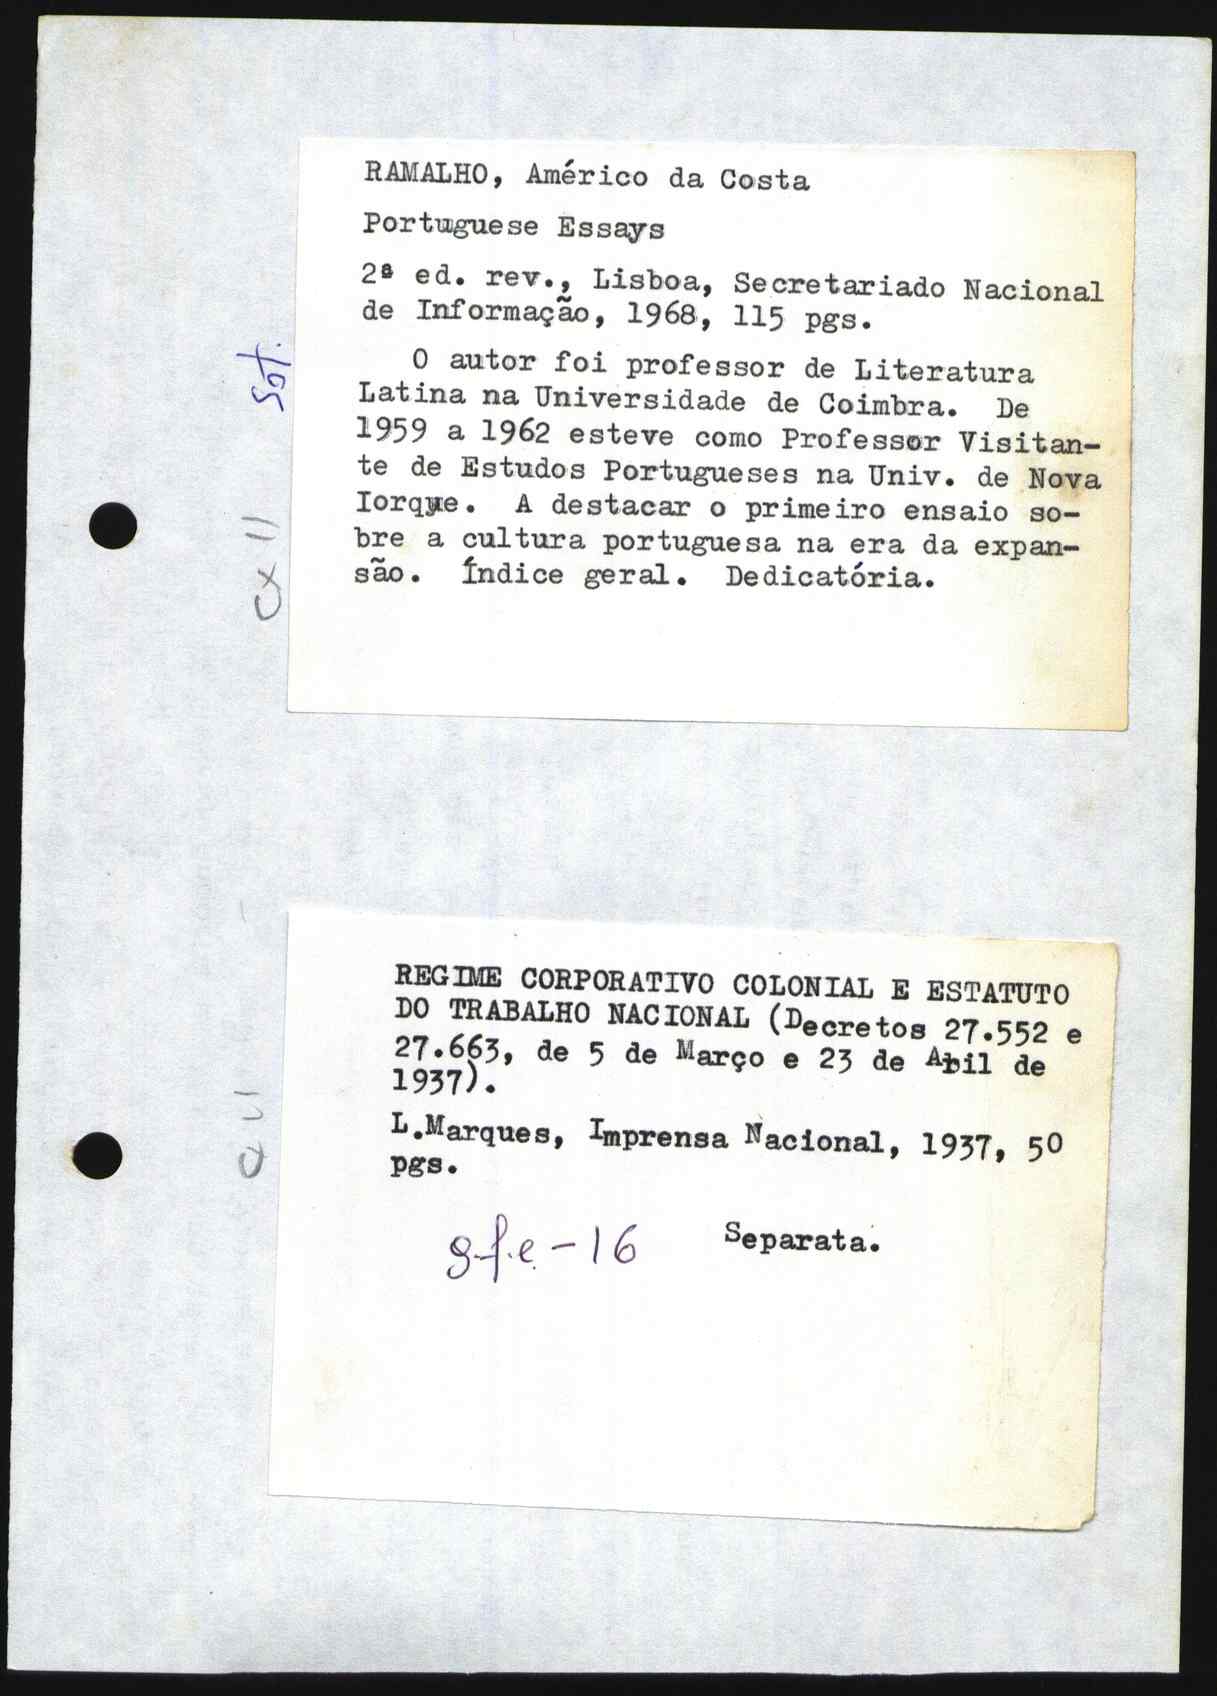 RAMALHO, Américo da Costa
Portuguese Essays
2ª ed. rev., Lisboa, Secretariado Nacional
de Informação, 1968, 115 pgs.
O autor foi professor de Literatura
Latina na Universidade de Coimbra. De
1959 a 1962 esteve como Professor Visitan-
te de Estudos Portugueses na Univ. de Nova
Iorque. A destacar o primeiro ensaio so-
bre a cultura portuguesa na era da expan-
são. Índice geral. Dedicatória.
Sót.
CX 11
REGIME CORPORATIVO COLONIAL E ESTATUTO
DO TRABALHO NACIONAL (Decretos 27.552 e
27.663, de 5 de Março e 23 de Abil de
1937).
L.Marques, Imprensa Nacional, 1937, 50
pgs.
g.f.e. - 16
Separata.